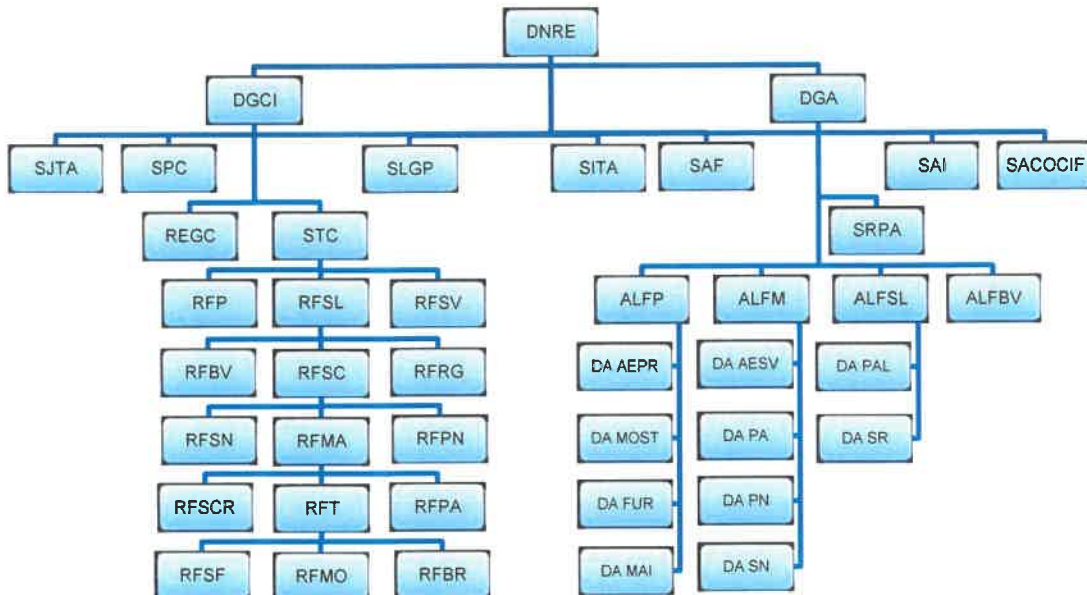 DNRE
DGCI
DGA
SJTA
SPC
SLGP
SITA
SAF
SAI
SACOCIF
REGC
STC
SRPA
RFP
RFSL
RFSV
ALFP
ALFM
ALFSL
ALFBV
RFBV
RFSC
RFRG
DA AEPR
DA AESV
DA PAL
RFSN
RFMA
RFPN
DA MOST
DA PA
DA SR
RFSCR
RFT
RFPA
DA FUR
DA PN
RFSF
RFMO
RFBR
DA MAI
DA SN